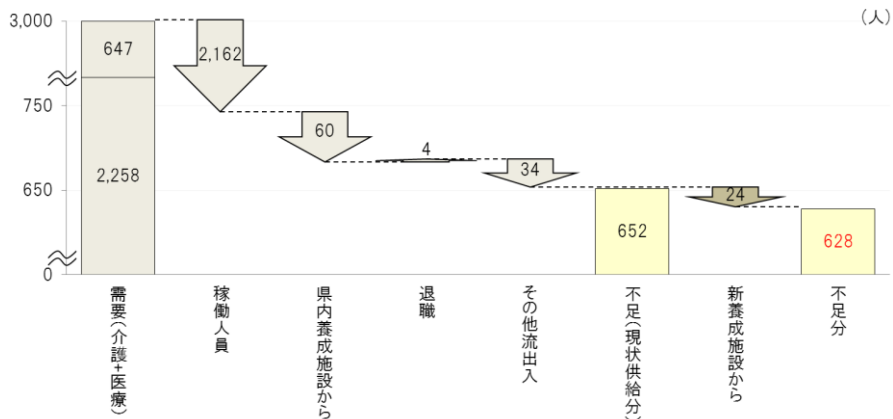 (人)
3,000
647
2,162
750
60
4
34
2,258
650
24
652
628
0
需要(介護+医療)
稼働人員
県内養成施設から
退職
その他流出入
不足(現状供給分)
新養成施設から
不足分